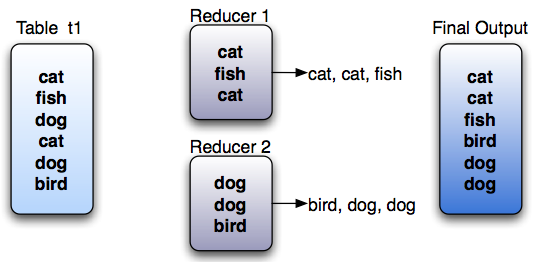 Table t1
cat
fish
dog
cat
dog
bird
Reducer 1
cat
fish
cat
cat, cat, fish
Reducer 2
dog
dog
bird
bird, dog, dog
Final Output
cat
cat
fish
bird
dog
dog